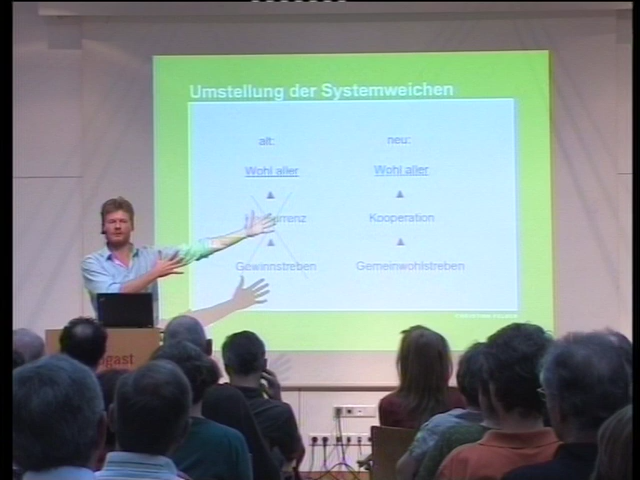 Umstellung der Systemweichen
alt: neu:
Wohl aller Wohl aller
Kooperation
Gewinnstreben Gemeinwohlstreben